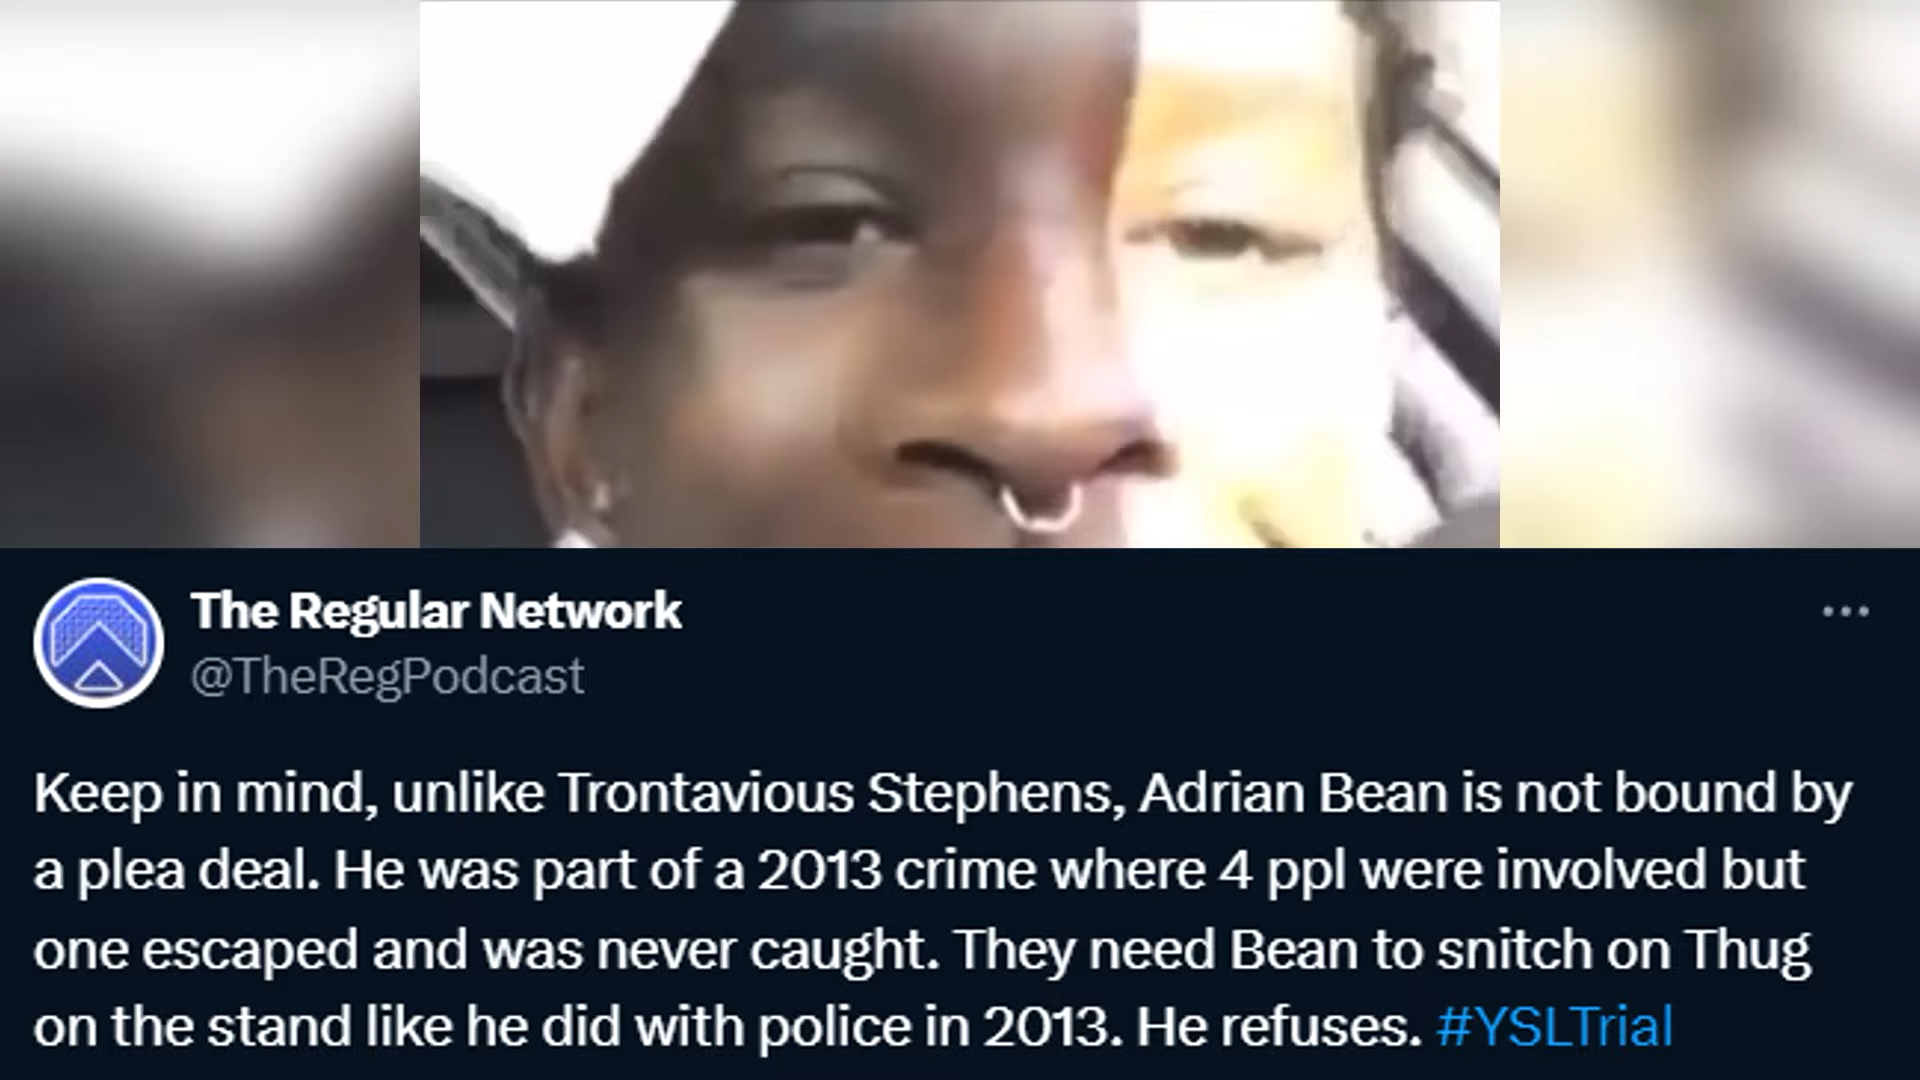 The Regular Network
@TheRegPodcast
Keep in mind, unlike Trontavious Stephens, Adrian Bean is not bound by
a plea deal. He was part of a 2013 crime where 4 ppl were involved but
one escaped and was never caught. They need Bean to snitch on Thug
on the stand like he did with police in 2013. He refuses. #YSLTrial